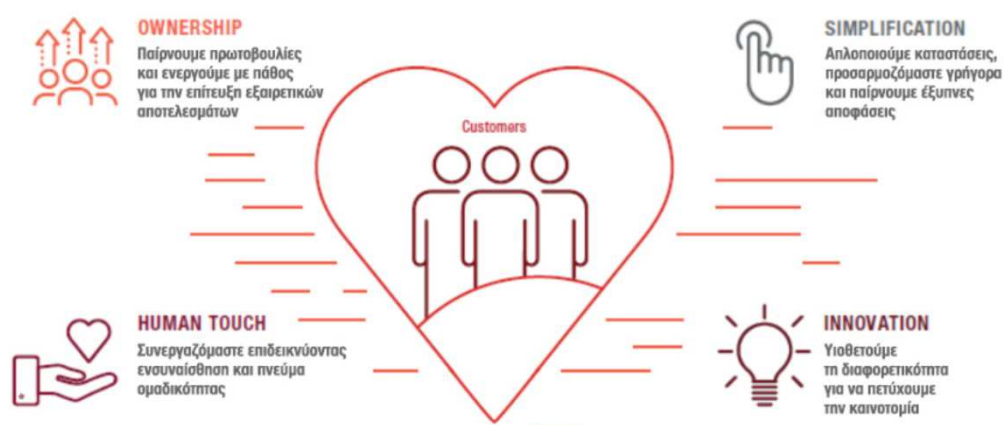 OWNERSHIP
Παίρνουμε πρωτοβουλίες
και ενεργούμε με πάθος
για την επίτευξη εξαιρετικών
αποτελεσμάτων
SIMPLIFICATION
Απλοποιούμε καταστάσεις,
προσαρμοζόμαστε γρήγορα
και παίρνουμε έξυπνες
αποφάσεις
Customers
HUMAN TOUCH
Συνεργαζόμαστε επιδεικνύοντας
ενσυναίσθηση και πνεύμα
ομαδικότητας
INNOVATION
Υιοθετούμε
τη διαφορετικότητα
για να πετύχουμε
την καινοτομία